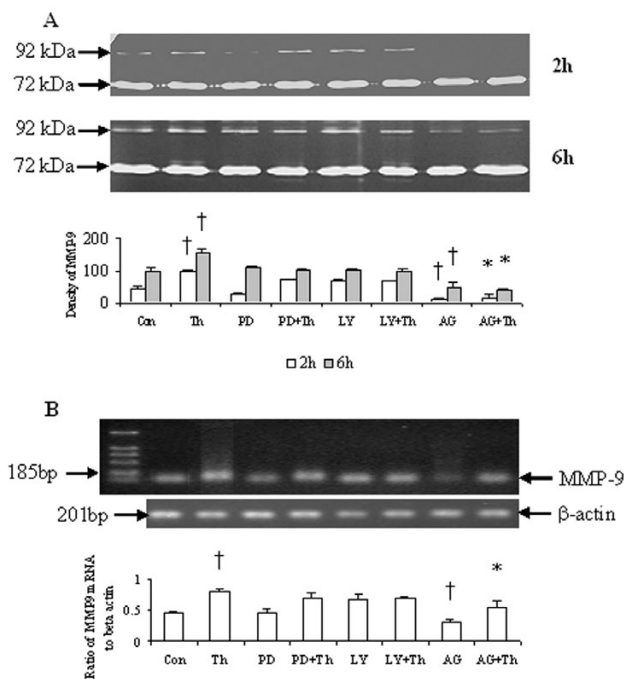 A
92 kDa
72 kDa
2h
92 kDa
72 kDa
6h
Density of MMP-9
200
100
0
† † † † * *
Con Th PD PD+Th LY LY+Th AG AG+Th
2h 6h
B
185bp
MMP-9
201bp
β-actin
Ratio of MMP9 mRNA
to beta actin
1
0.5
0
† † *
Con Th PD PD+Th LY LY+Th AG AG+Th